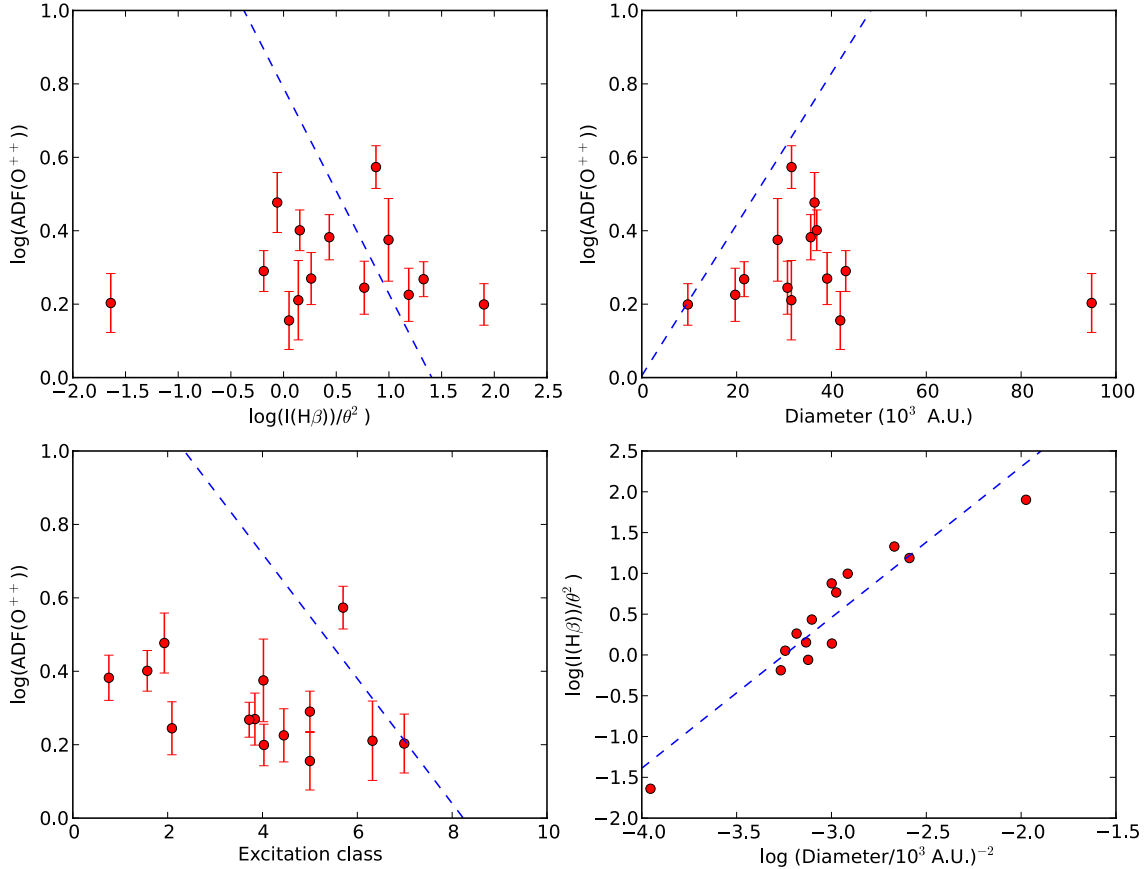 1.0
0.8
0.6
0.4
0.2
0.0
log(ADF(O⁺⁺))
−2.0 −1.5 −1.0 −0.5 0.0 0.5 1.0 1.5 2.0 2.5
log(I(Hβ))/θ² )
1.0
0.8
0.6
0.4
0.2
0.0
log(ADF(O⁺⁺))
0 20 40 60 80 100
Diameter (10³ A.U.)
1.0
0.8
0.6
0.4
0.2
0.0
log(ADF(O⁺⁺))
0 2 4 6 8 10
Excitation class
2.5
2.0
1.5
1.0
0.5
0.0
−0.5
−1.0
−1.5
−2.0
log(I(Hβ))/θ² )
−4.0 −3.5 −3.0 −2.5 −2.0 −1.5
log (Diameter/10³ A.U.)⁻²